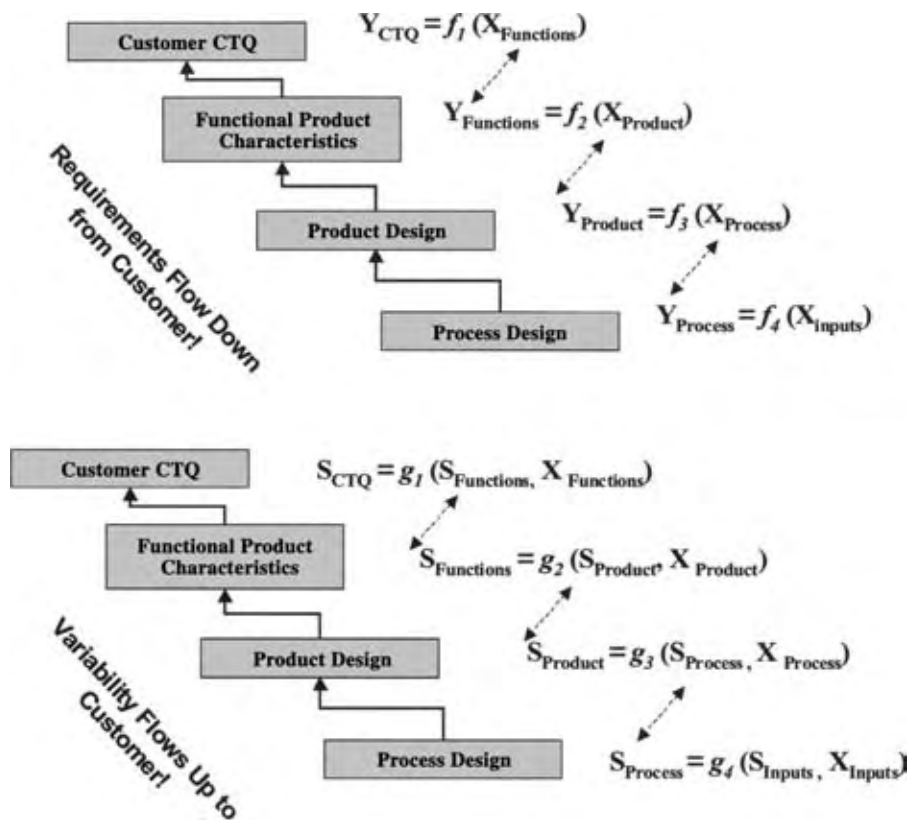 Customer CTQ
Y_CTQ = f_1 (X_Functions)
Functional Product
Characteristics
Y_Functions = f_2 (X_Product)
Requirements Flow Down
from Customer!
Product Design
Y_Product = f_3 (X_Process)
Process Design
Y_Process = f_4 (X_inputs)
Customer CTQ
S_CTQ = g_1 (S_Functions, X_Functions)
Functional Product
Characteristics
S_Functions = g_2 (S_Product, X_Product)
Variability Flows Up to
Customer!
Product Design
S_Product = g_3 (S_Process, X_Process)
Process Design
S_Process = g_4 (S_Inputs, X_Inputs)